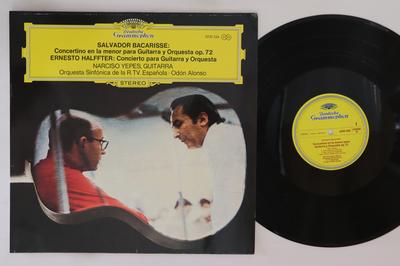 Deutsche
Grammophon
SALVADOR BACARISSE:
Concertino en la menor para Guitarra y Orquesta op. 72
ERNESTO HALFFTER: Concierto para Guitarra y Orquesta
NARCISO YEPES, GUITARRA
Orquesta Sinfónica de la R.TV. Española · Odón Alonso
STEREO
Deutsche
Grammophon